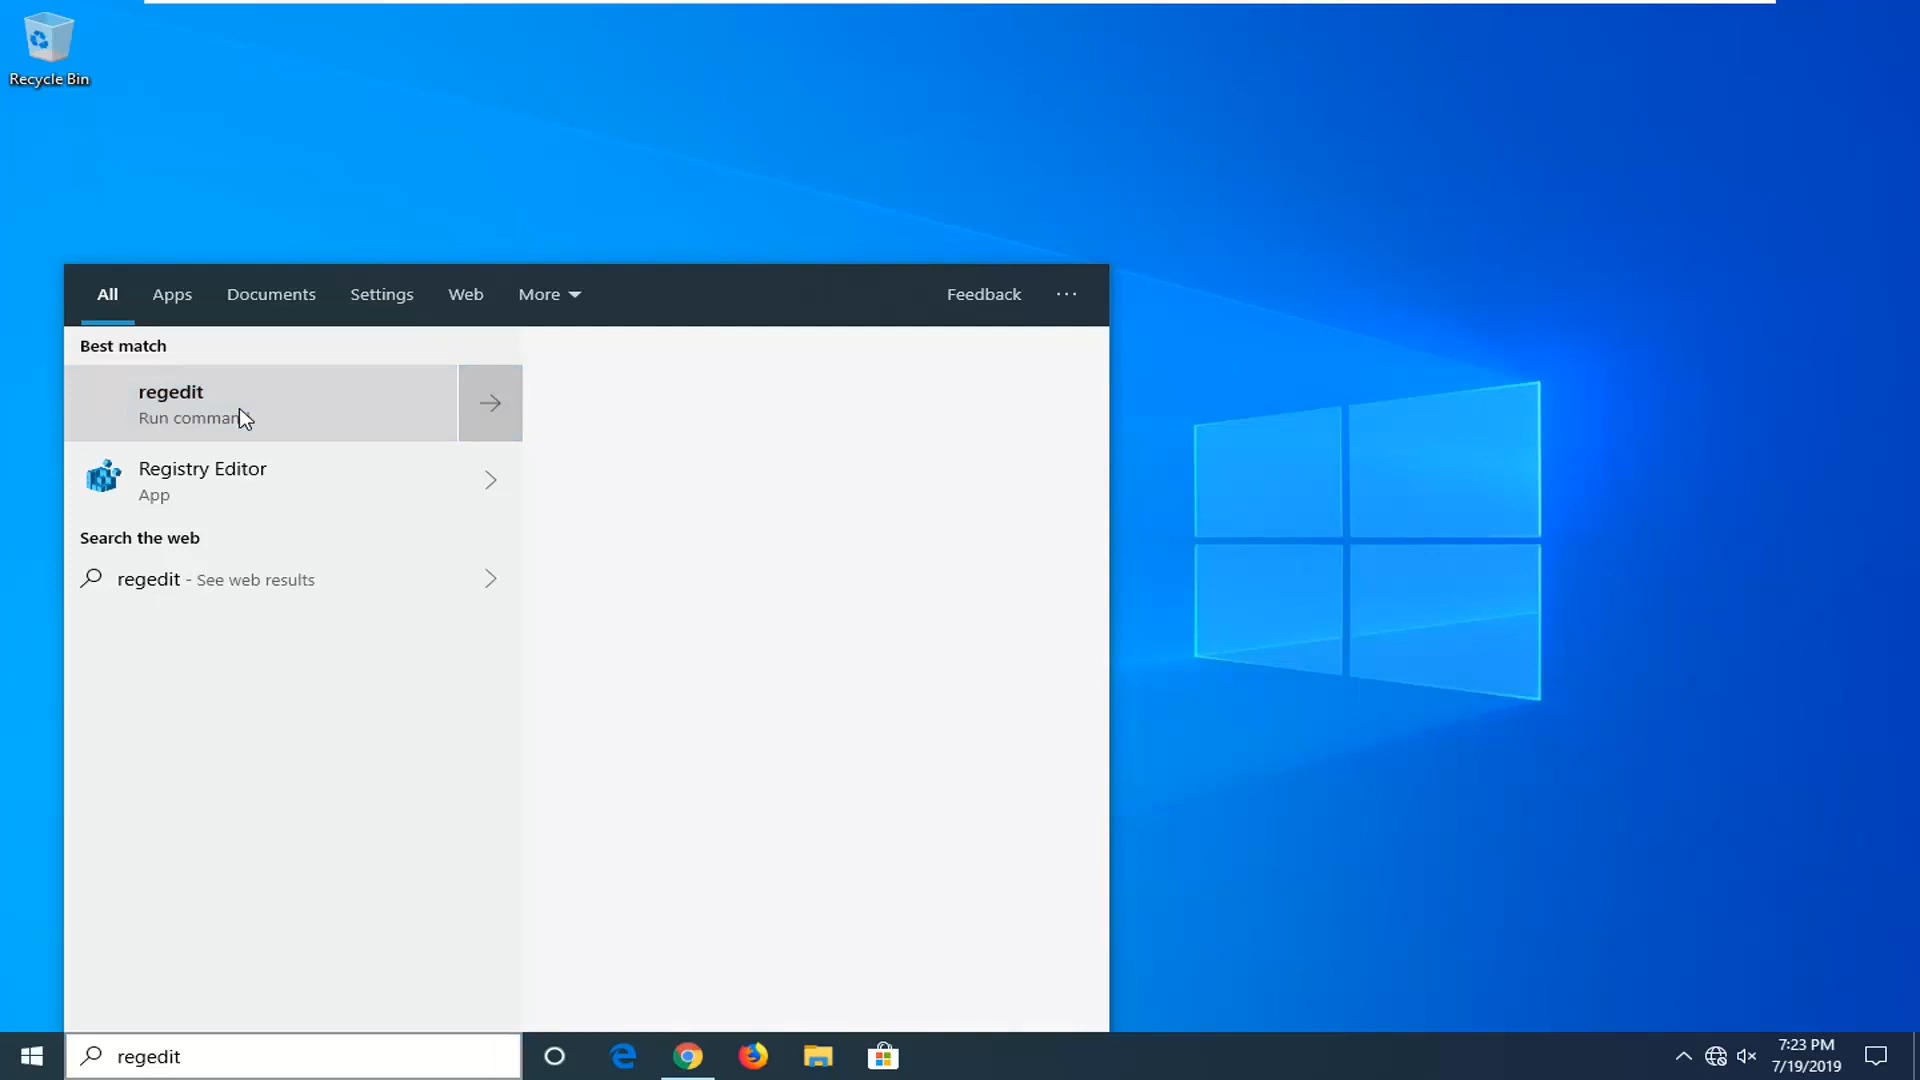 Recycle Bin
All
Apps
Documents
Settings
Web
More
Feedback
Best match
regedit
Run comman
Registry Editor
App
Search the web
regedit - See web results
regedit
7:23 PM
7/19/2019